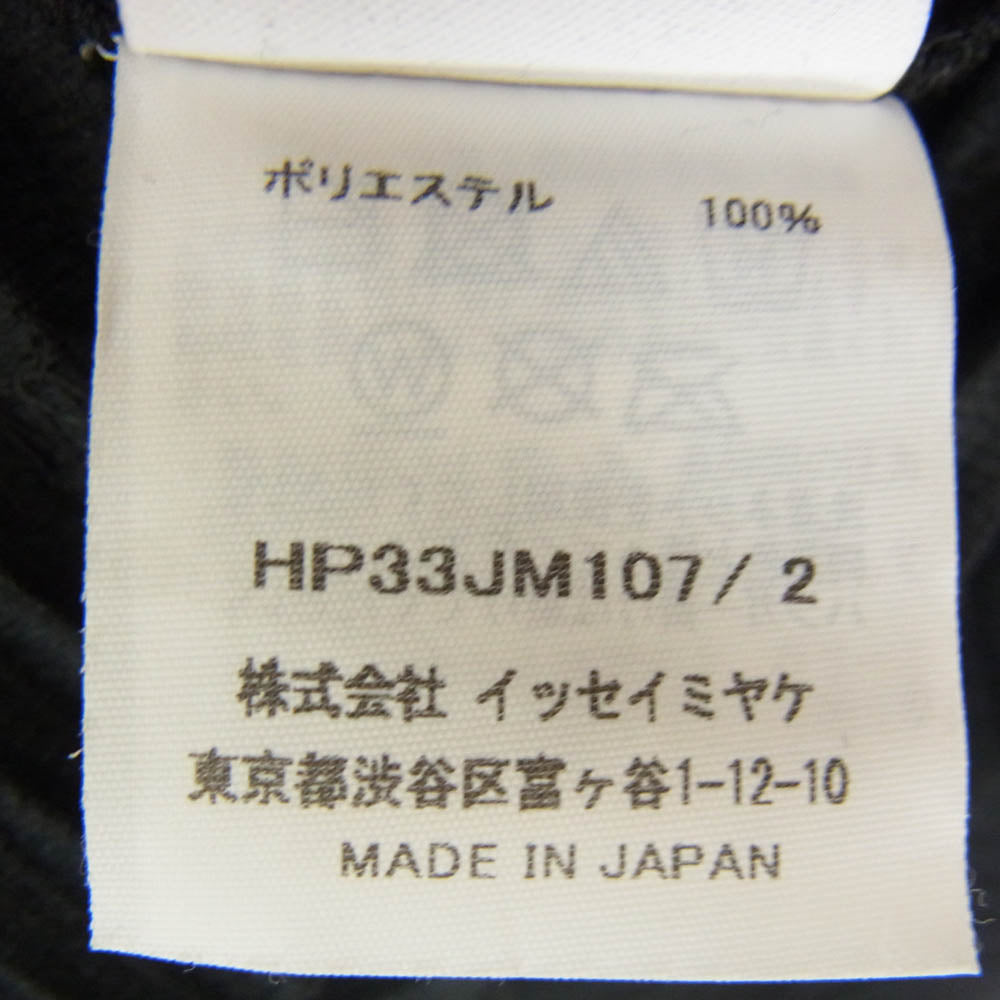 ポリエステル 100%
HP33JM107/ 2
株式会社 イッセイミヤケ
東京都渋谷区富ヶ谷1-12-10
MADE IN JAPAN